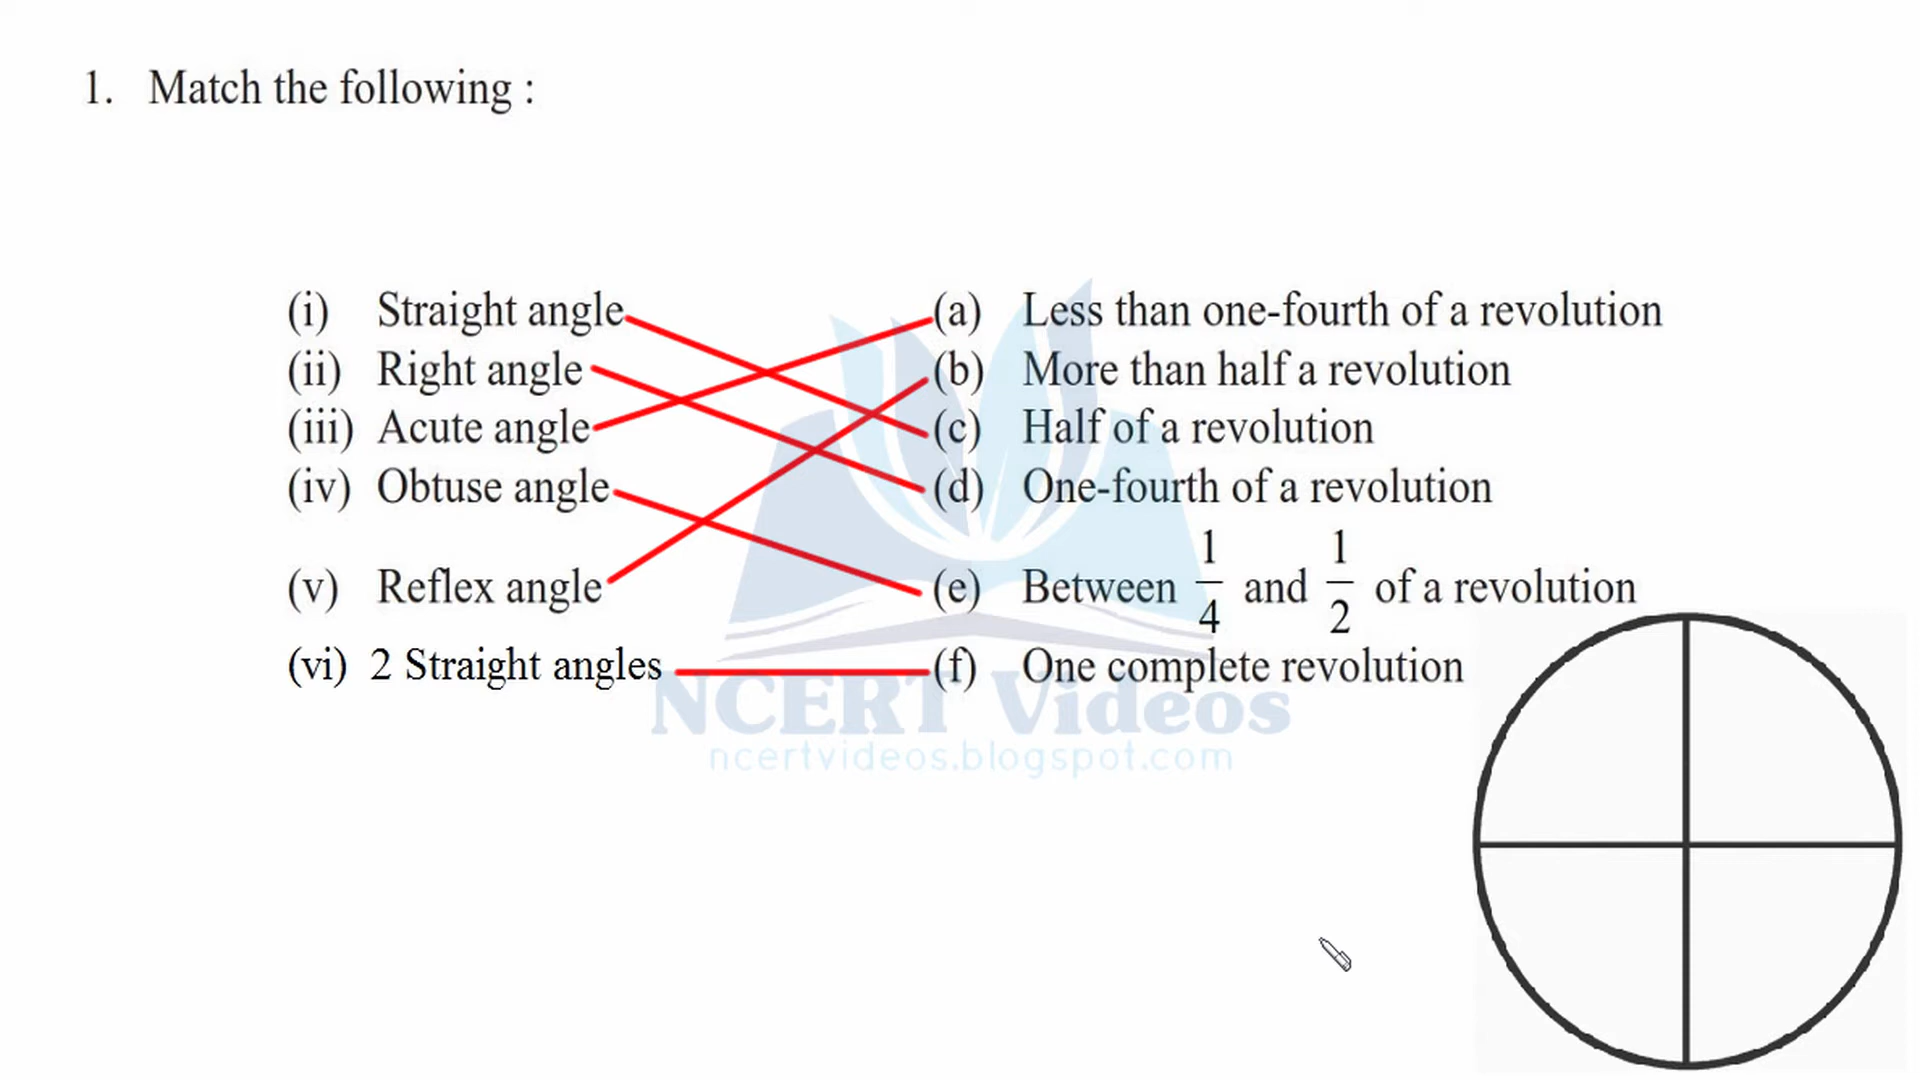 1. Match the following :
(i) Straight angle (a) Less than one-fourth of a revolution
(ii) Right angle (b) More than half a revolution
(iii) Acute angle (c) Half of a revolution
(iv) Obtuse angle (d) One-fourth of a revolution
(v) Reflex angle (e) Between 1/4 and 1/2 of a revolution
(vi) 2 Straight angles (f) One complete revolution
NCERT Videos
ncertvideos.blogspot.com